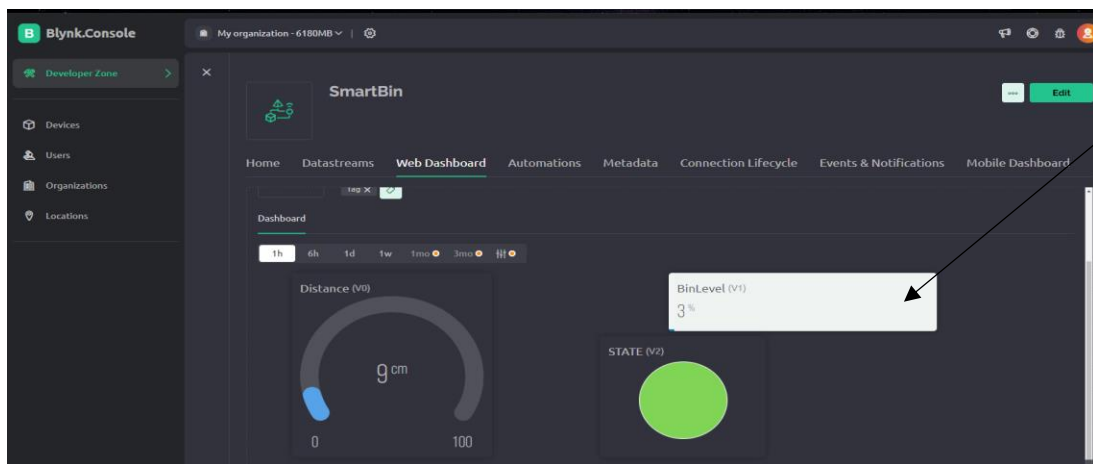 B Blynk.Console
My organization - 6180MB
Developer Zone
Devices
Users
Organizations
Locations
SmartBin
Edit
Home Datastreams Web Dashboard Automations Metadata Connection Lifecycle Events & Notifications Mobile Dashboard
Tag X
Dashboard
1h 6h 1d 1w 1mo 3mo
Distance (V0)
9 cm
0 100
BinLevel (V1)
3 %
STATE (V2)